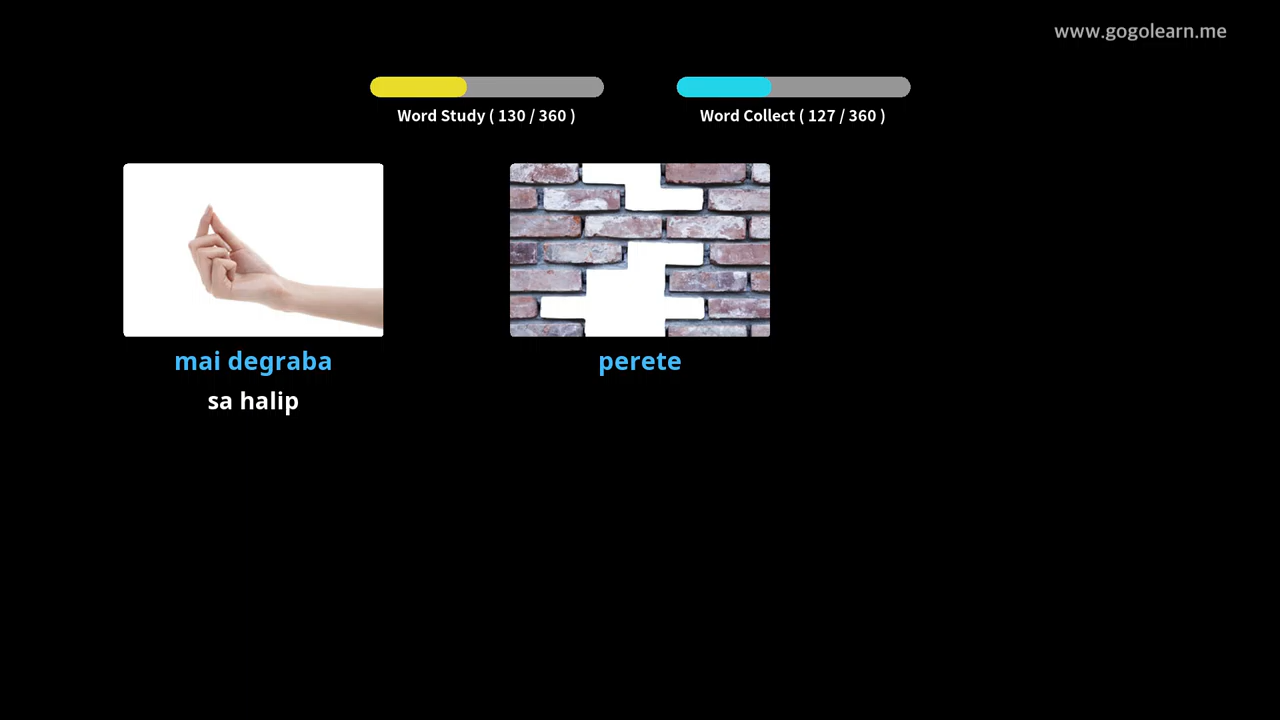 www.gogolearn.me
Word Study ( 130 / 360 )
Word Collect ( 127 / 360 )
mai degraba
perete
sa halip